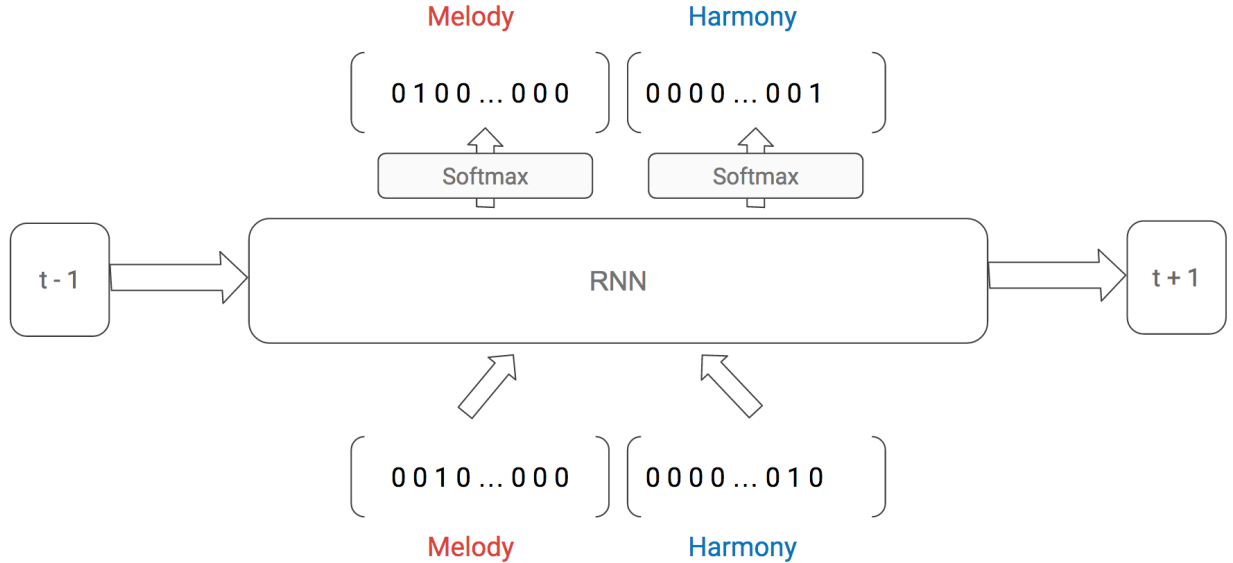 Melody Harmony
0 1 0 0 ... 0 0 0 0 0 0 0 ... 0 0 1
Softmax Softmax
t - 1 RNN t + 1
0 0 1 0 ... 0 0 0 0 0 0 0 ... 0 1 0
Melody Harmony